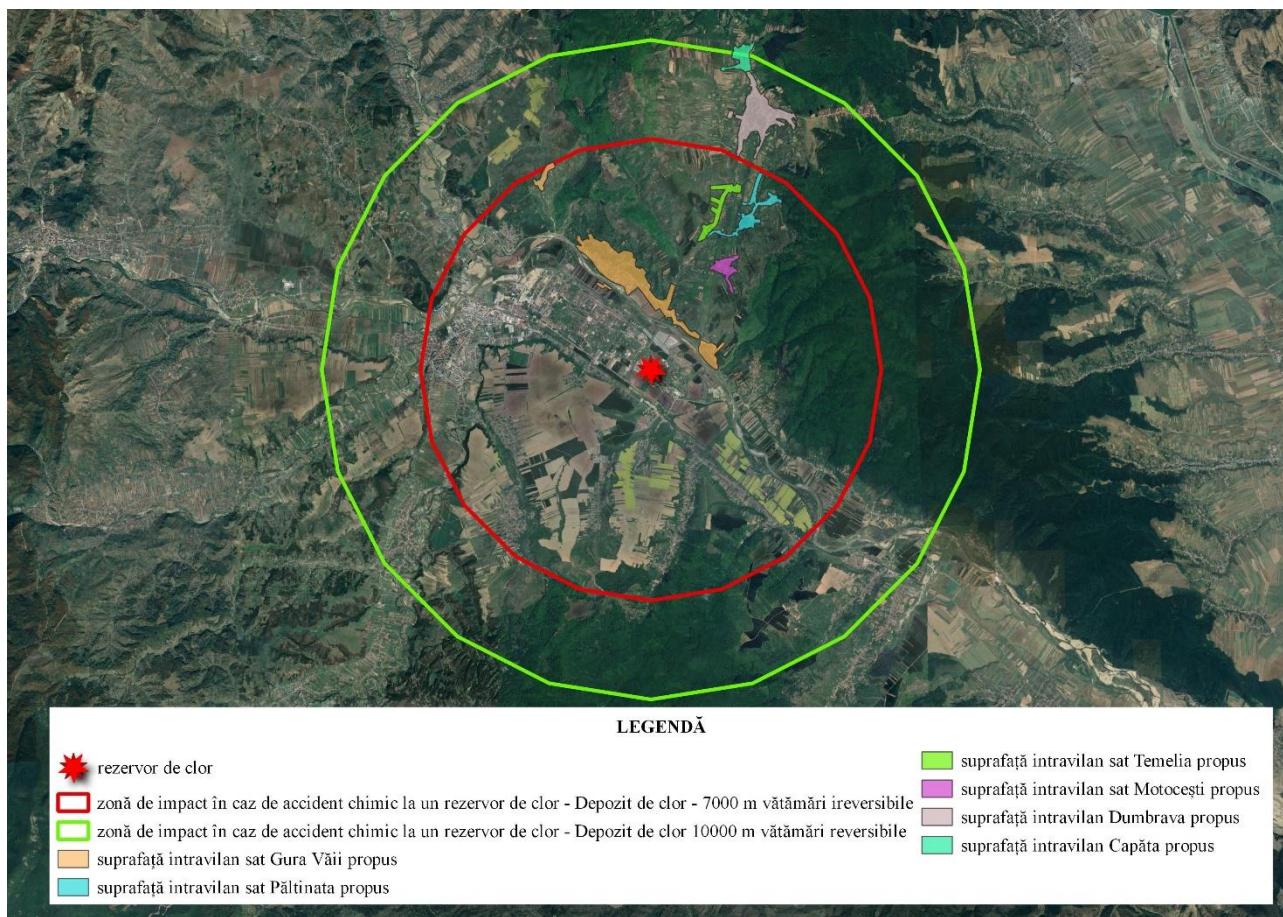 LEGENDĂ
rezervor de clor
zonă de impact în caz de accident chimic la un rezervor de clor - Depozit de clor - 7000 m vătămări ireversibile
zonă de impact în caz de accident chimic la un rezervor de clor - Depozit de clor 10000 m vătămări reversibile
suprafață intravilan sat Gura Văii propus
suprafață intravilan sat Păltinata propus
suprafață intravilan sat Temelia propus
suprafață intravilan sat Motocești propus
suprafață intravilan Dumbrava propus
suprafață intravilan Capăta propus